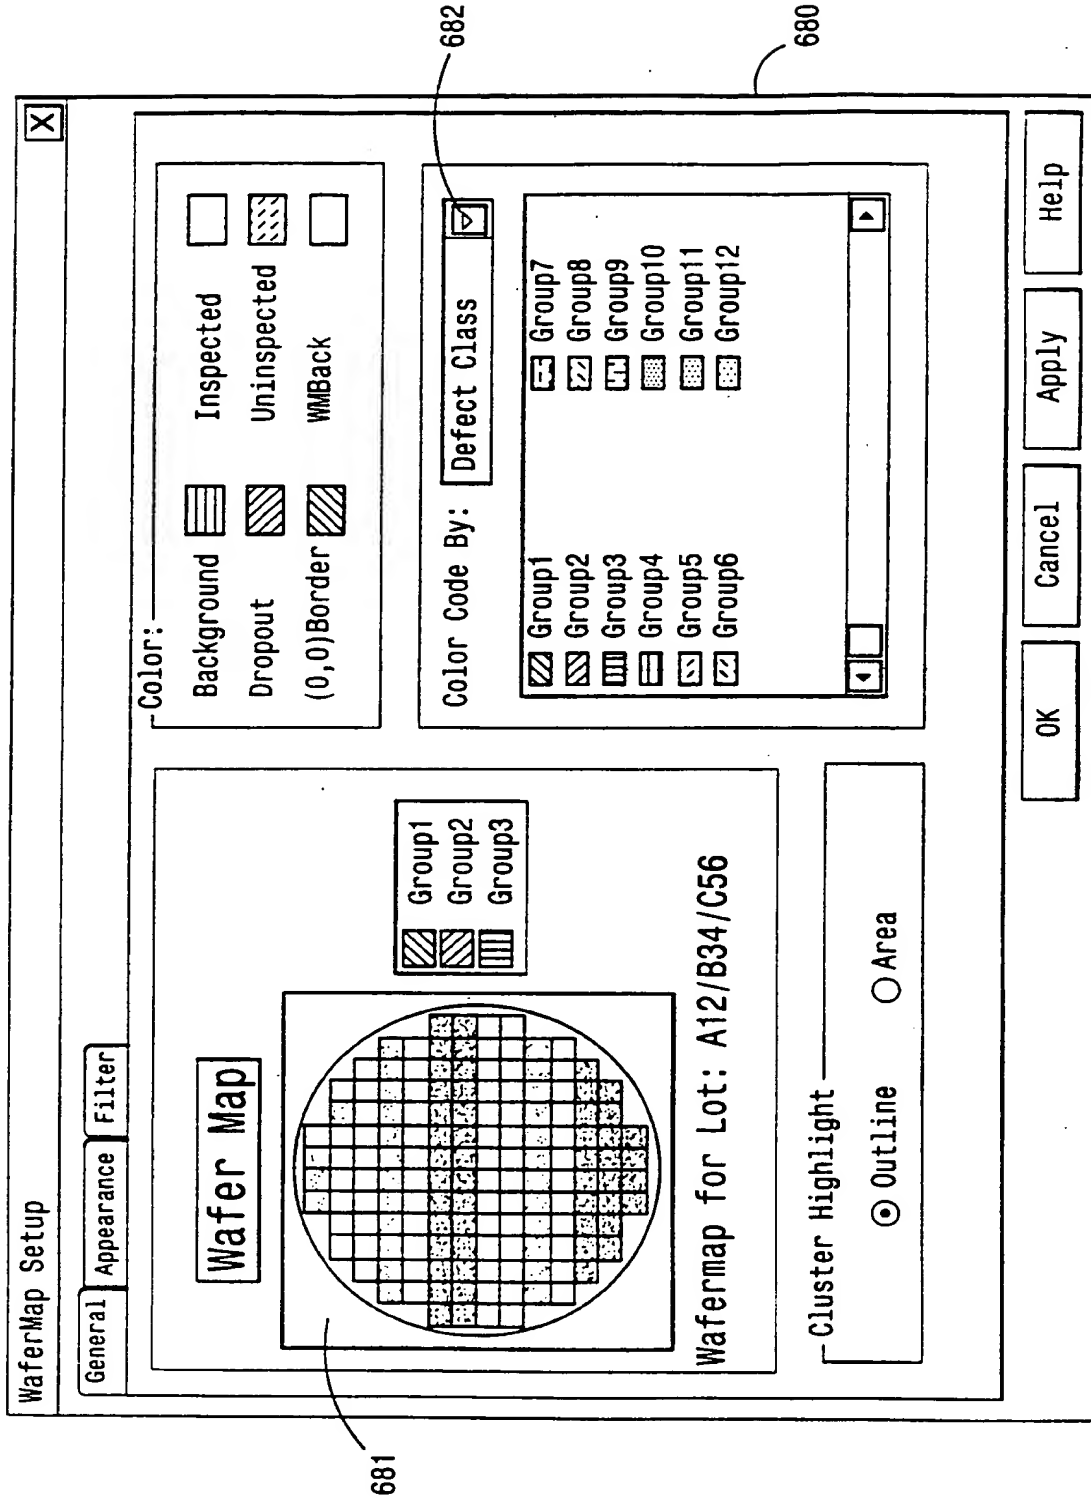 WaferMap Setup X
General Appearance Filter
Wafer Map
Group1
Group2
Group3
Wafermap for Lot: A12/B34/C56
Cluster Highlight
Outline Area
Color:
Background Inspected
Dropout Uninspected
(0,0)Border WMBack
Color Code By: Defect Class
Group1 Group7
Group2 Group8
Group3 Group9
Group4 Group10
Group5 Group11
Group6 Group12
OK Cancel Apply Help
681
682
680